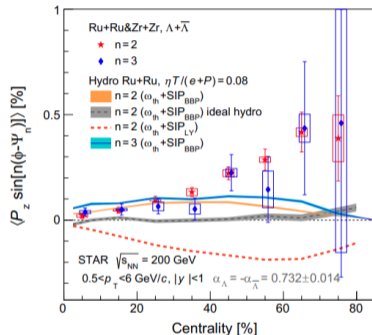 Ru+Ru&Zr+Zr, Λ+Λ̅
n=2
n=3
Hydro Ru+Ru, ηT/(e+P)=0.08
n=2 (ω_th+SIP_BBP)
n=2 (ω_th+SIP_BBP) ideal hydro
n=2 (ω_th+SIP_LY)
n=3 (ω_th+SIP_BBP)
⟨P_z sin[n(φ-Ψ_n)]⟩ [%]
1
0.5
0
STAR √s_NN = 200 GeV
0.5<p_T<6 GeV/c, |y|<1 α_Λ = -α_Λ̅ = 0.732±0.014
0 20 40 60 80
Centrality [%]